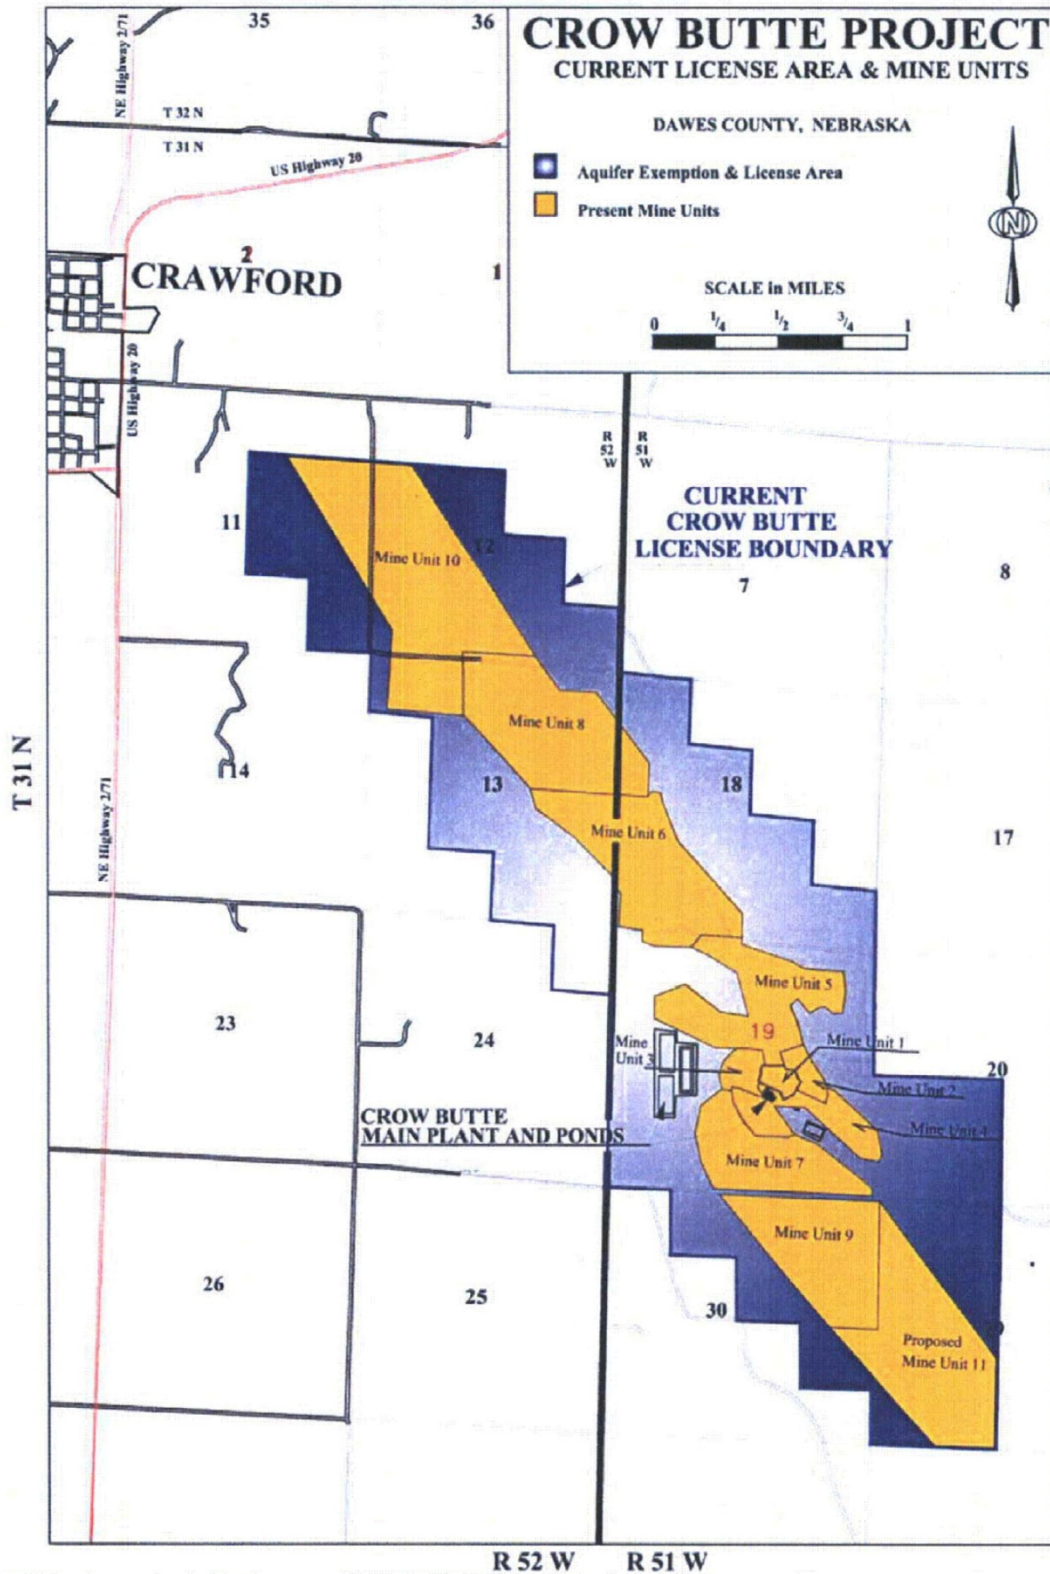 35
36
CROW BUTTE PROJECT
CURRENT LICENSE AREA & MINE UNITS
DAWES COUNTY, NEBRASKA
Aquifer Exemption & License Area
Present Mine Units
N
SCALE in MILES
0 1/4 1/2 3/4 1
NE Highway 2/71
T 32 N
T 31 N
US Highway 20
2
1
CRAWFORD
US Highway 20
R 52 W
R 51 W
CURRENT
CROW BUTTE
LICENSE BOUNDARY
11
12
7
8
Mine Unit 10
Mine Unit 8
T 31 N
14
13
18
17
NE Highway 2/71
Mine Unit 6
Mine Unit 5
23
24
19
20
Mine Unit 3
Mine Unit 1
Mine Unit 2
Mine Unit 4
CROW BUTTE
MAIN PLANT AND PONDS
Mine Unit 7
Mine Unit 9
26
25
30
Proposed
Mine Unit 11
R 52 W
R 51 W